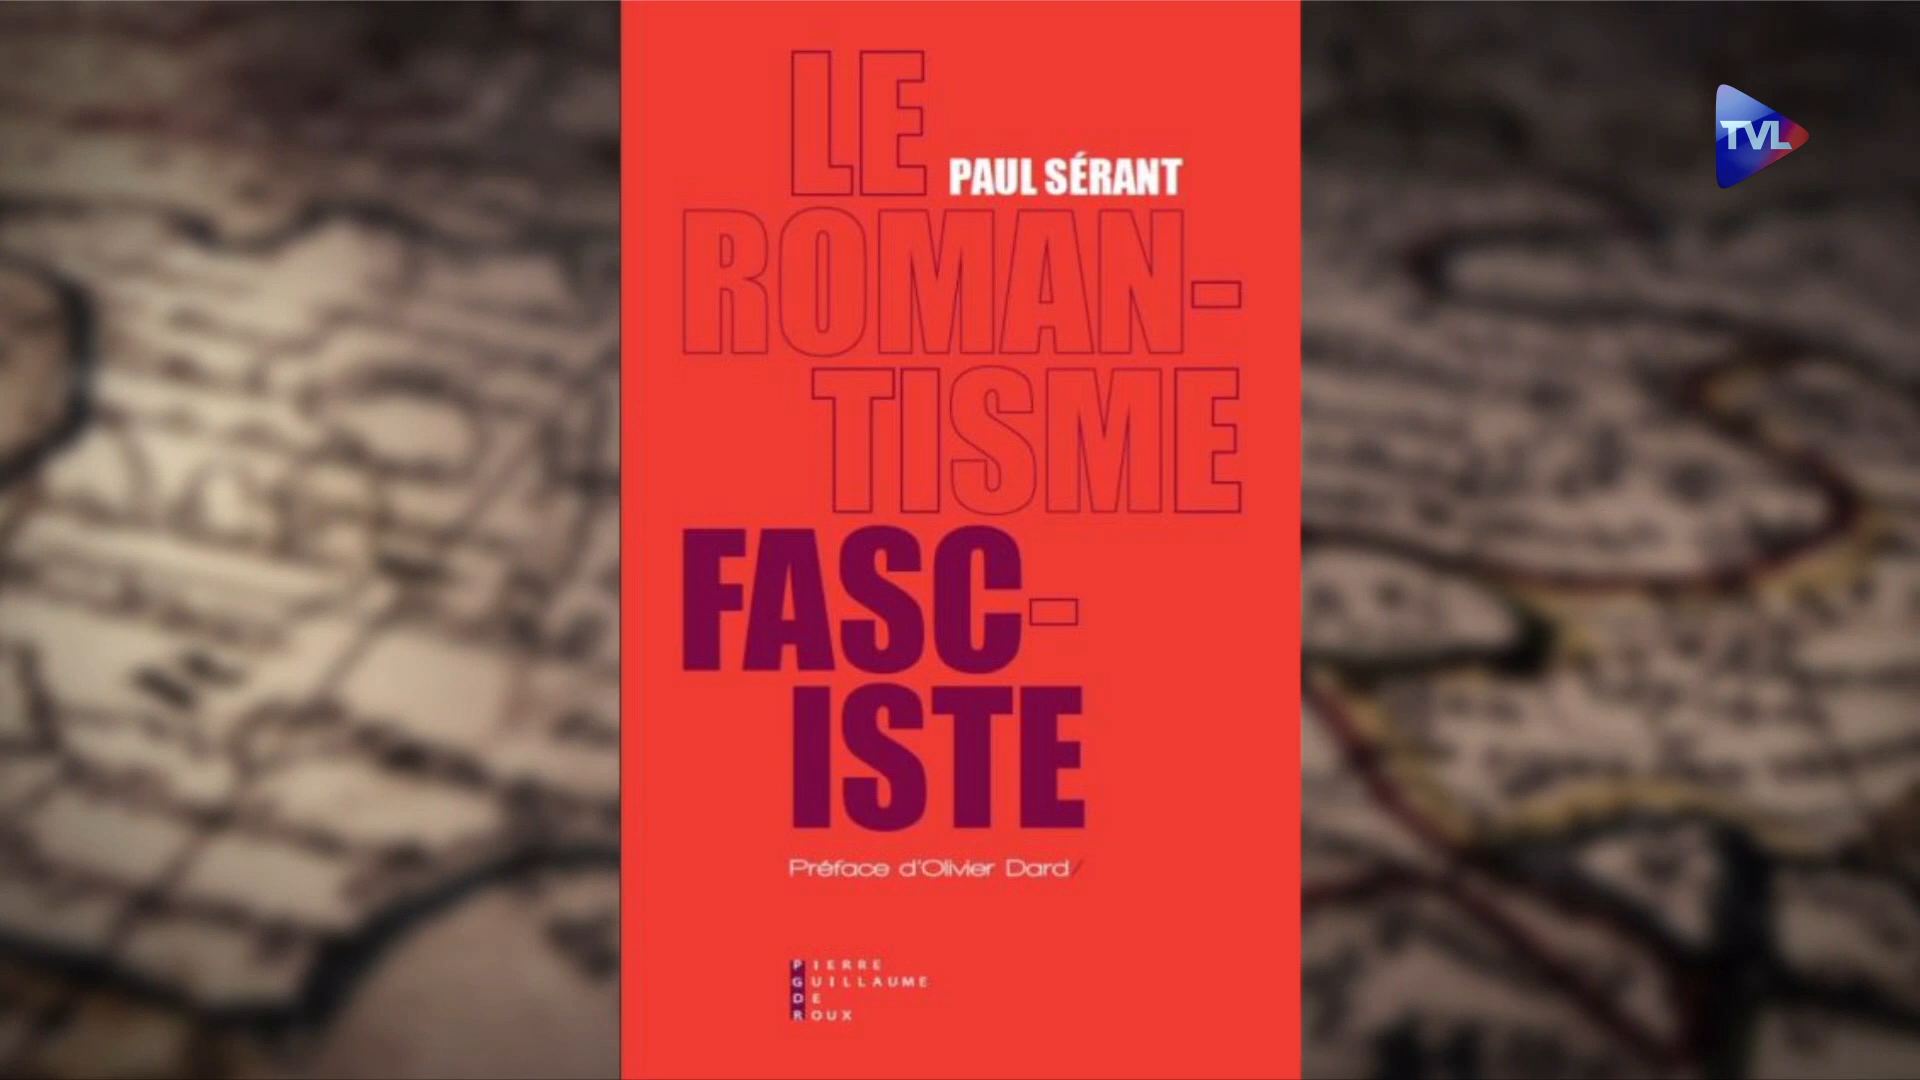 LE
PAUL SÉRANT
ROMAN-
TISME
FASC-
ISTE
Préface d'Olivier Dard/
PIERRE
GUILLAUME
DE
ROUX
TVL